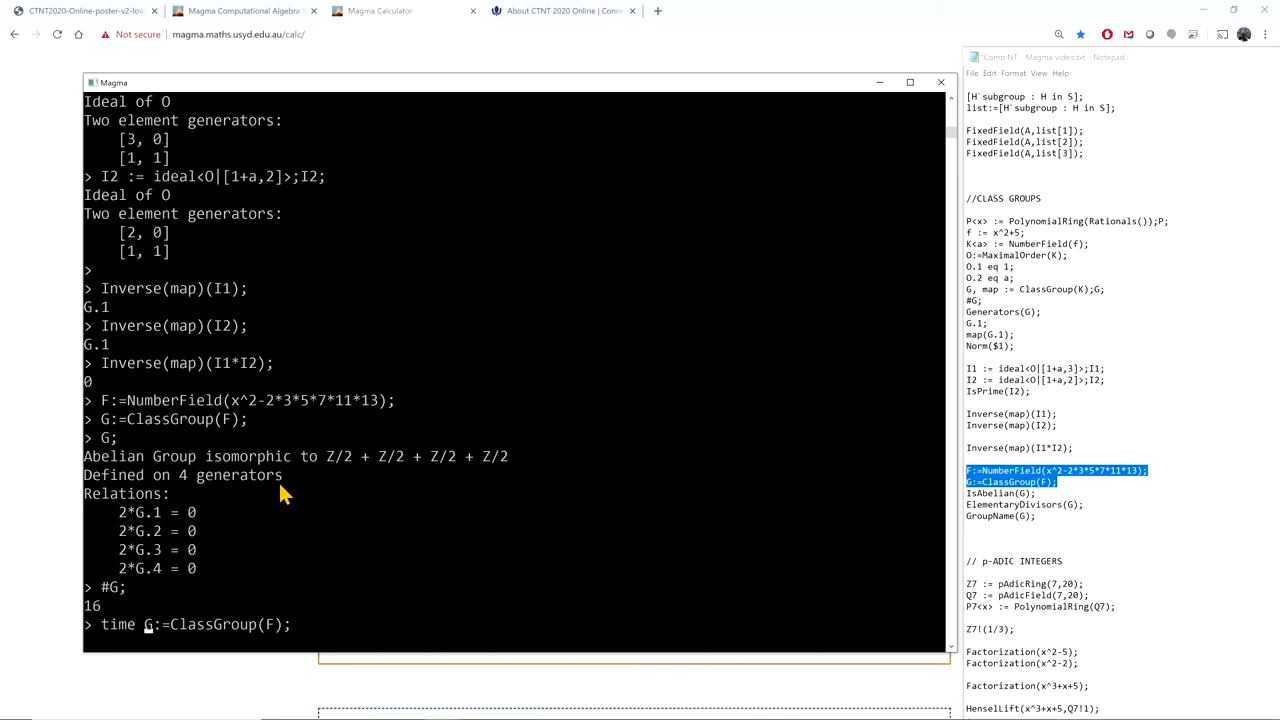 CTNT2020-Online-poster-v2-low
Magma Computational Algebra
Magma Calculator
About CTNT 2020 Online | Conn
Not secure
magma.maths.usyd.edu.au/calc/
Magma
Ideal of O
Two element generators:
[3, 0]
[1, 1]
> I2 := ideal<O|[1+a,2]>;I2;
Ideal of O
Two element generators:
[2, 0]
[1, 1]
>
> Inverse(map)(I1);
G.1
> Inverse(map)(I2);
G.1
> Inverse(map)(I1*I2);
0
> F:=NumberField(x^2-2*3*5*7*11*13);
> G:=ClassGroup(F);
> G;
Abelian Group isomorphic to Z/2 + Z/2 + Z/2 + Z/2
Defined on 4 generators
Relations:
2*G.1 = 0
2*G.2 = 0
2*G.3 = 0
2*G.4 = 0
> #G;
16
> time G:=ClassGroup(F);
*Comp NT - Magma video.txt - Notepad
File Edit Format View Help
[H`subgroup : H in S];
list:=[H`subgroup : H in S];
FixedField(A,list[1]);
FixedField(A,list[2]);
FixedField(A,list[3]);
//CLASS GROUPS
P<x> := PolynomialRing(Rationals());P;
f := x^2+5;
K<a> := NumberField(f);
O:=MaximalOrder(K);
O.1 eq 1;
O.2 eq a;
G, map := ClassGroup(K);G;
#G;
Generators(G);
G.1;
map(G.1);
Norm($1);
I1 := ideal<O|[1+a,3]>;I1;
I2 := ideal<O|[1+a,2]>;I2;
IsPrime(I2);
Inverse(map)(I1);
Inverse(map)(I2);
Inverse(map)(I1*I2);
F:=NumberField(x^2-2*3*5*7*11*13);
G:=ClassGroup(F);
IsAbelian(G);
ElementaryDivisors(G);
GroupName(G);
// p-ADIC INTEGERS
Z7 := pAdicRing(7,20);
Q7 := pAdicField(7,20);
P7<x> := PolynomialRing(Q7);
Z7!(1/3);
Factorization(x^2-5);
Factorization(x^2-2);
Factorization(x^3+x+5);
HenselLift(x^3+x+5,Q7!1);